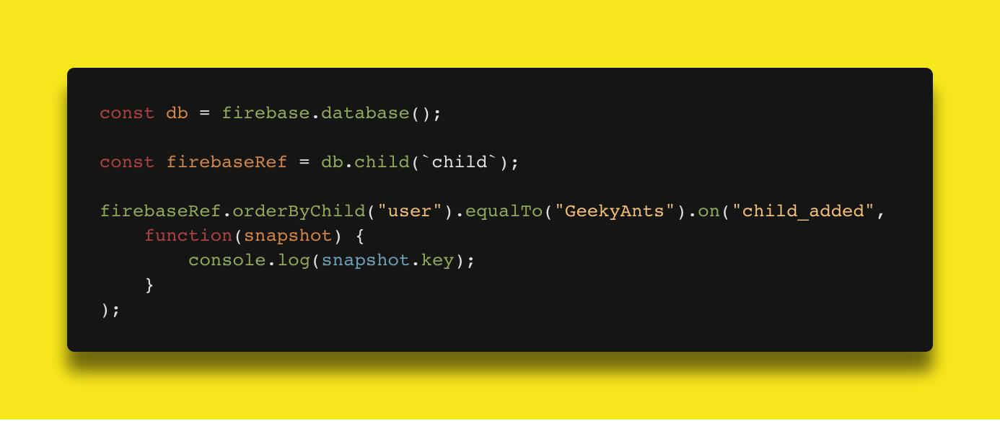 const db = firebase.database();
const firebaseRef = db.child(`child`);
firebaseRef.orderByChild("user").equalTo("GeekyAnts").on("child_added",
    function(snapshot) {
        console.log(snapshot.key);
    }
);